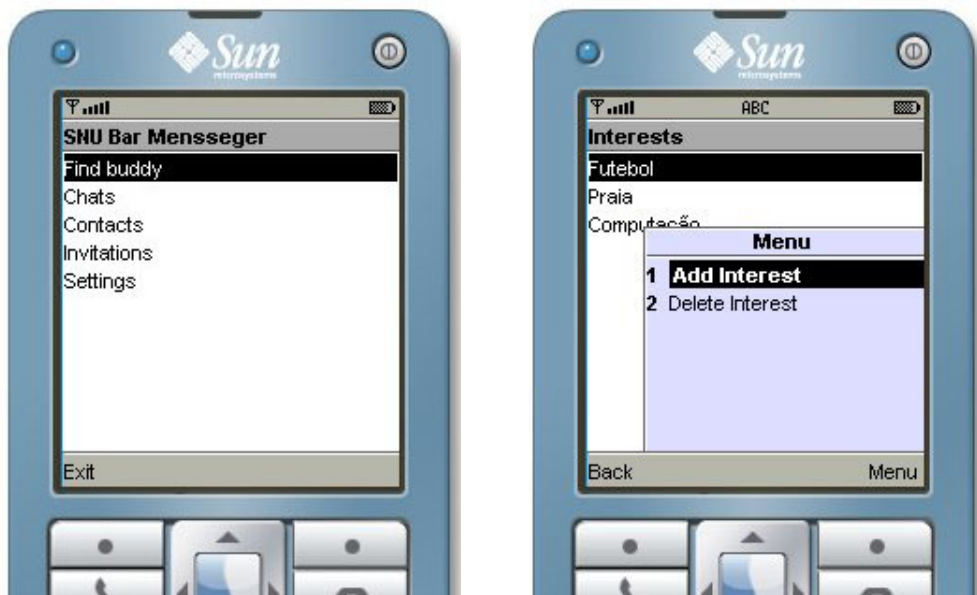 Sun
microsystems
SNU Bar Mensseger
Find buddy
Chats
Contacts
Invitations
Settings
Exit
Sun
microsystems
ABC
Interests
Futebol
Praia
Computação
Menu
1 Add Interest
2 Delete Interest
Back
Menu